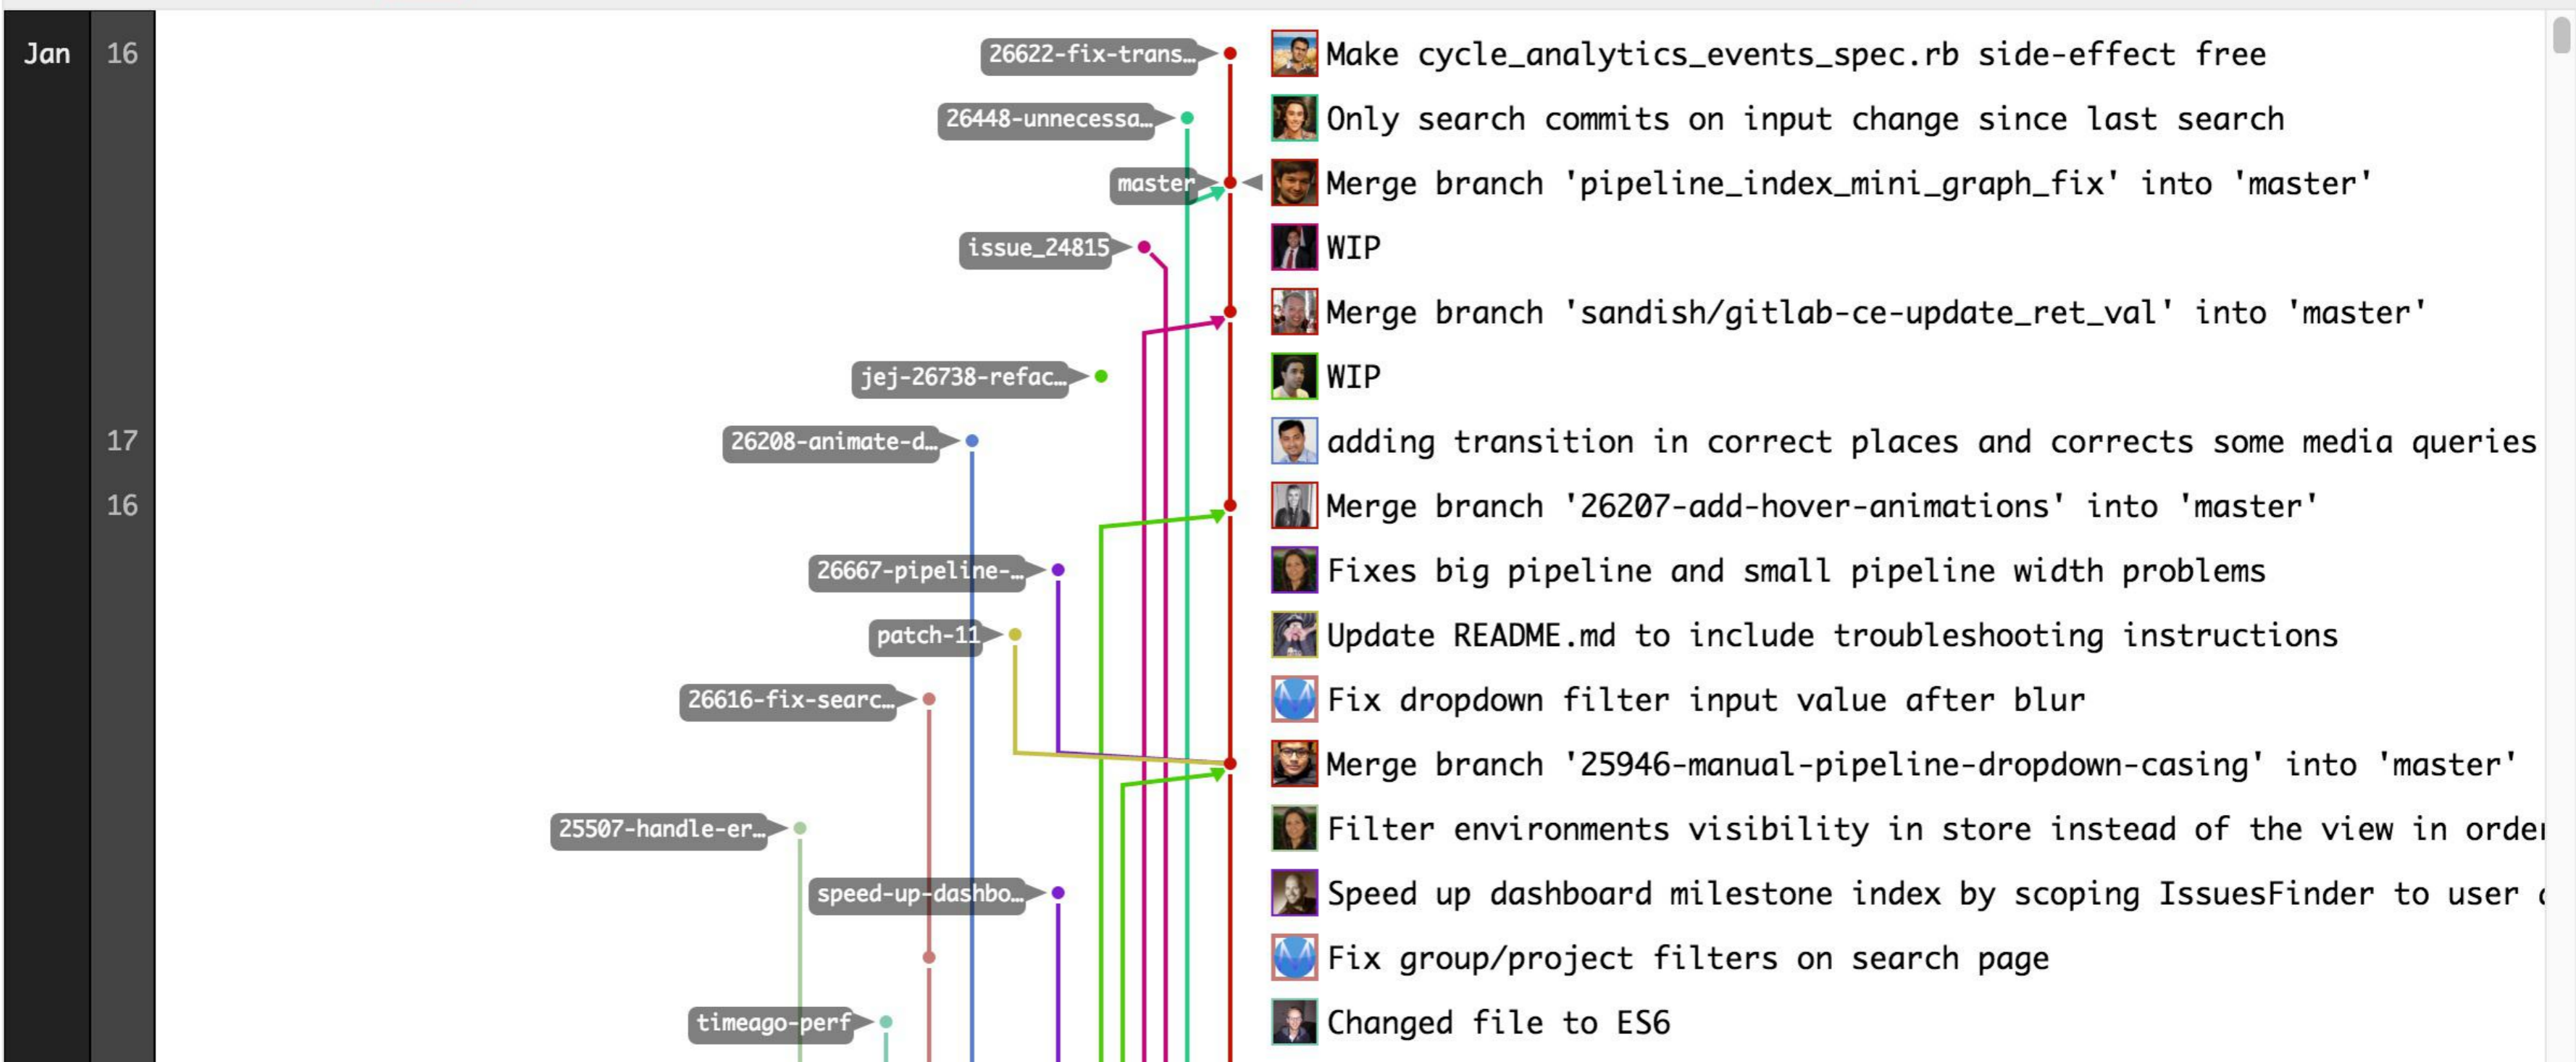 Jan 16 26622-fix-trans… Make cycle_analytics_events_spec.rb side-effect free
26448-unnecessa… Only search commits on input change since last search
master Merge branch 'pipeline_index_mini_graph_fix' into 'master'
issue_24815 WIP
Merge branch 'sandish/gitlab-ce-update_ret_val' into 'master'
jej-26738-refac… WIP
17 26208-animate-d… adding transition in correct places and corrects some media queries
16 Merge branch '26207-add-hover-animations' into 'master'
26667-pipeline-… Fixes big pipeline and small pipeline width problems
patch-11 Update README.md to include troubleshooting instructions
26616-fix-searc… Fix dropdown filter input value after blur
Merge branch '25946-manual-pipeline-dropdown-casing' into 'master'
25507-handle-er… Filter environments visibility in store instead of the view in order
speed-up-dashbo… Speed up dashboard milestone index by scoping IssuesFinder to user
Fix group/project filters on search page
timeago-perf Changed file to ES6